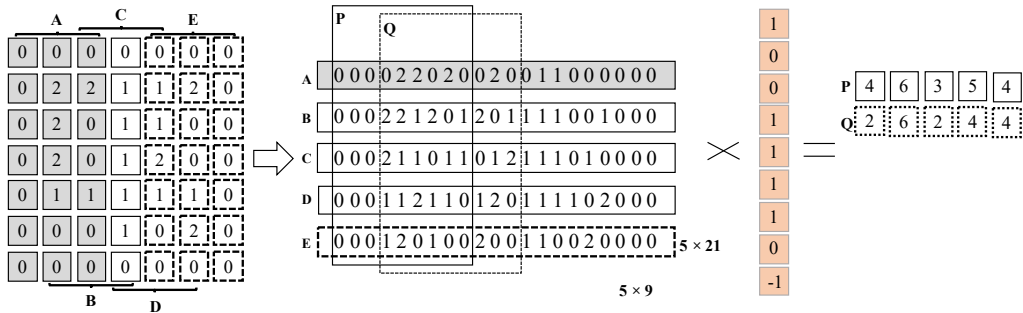 A C E
0 0 0 0 0 0 0
0 2 2 1 1 2 0
0 2 0 1 1 0 0
0 2 0 1 2 0 0
0 1 1 1 1 1 0
0 0 0 1 0 2 0
0 0 0 0 0 0 0
B D
P
Q
A 0 0 0 0 2 2 0 2 0 0 2 0 0 1 1 0 0 0 0 0 0
B 0 0 0 2 2 1 2 0 1 2 0 1 1 1 1 0 0 1 0 0 0
C 0 0 0 2 1 1 0 1 1 0 1 2 1 1 1 0 1 0 0 0 0
D 0 0 0 1 1 2 1 1 0 1 2 0 1 1 1 1 0 2 0 0 0
E 0 0 0 1 2 0 1 0 0 2 0 0 1 1 0 0 2 0 0 0 0
5 × 21
5 × 9
1
0
0
1
1
1
1
0
-1
P 4 6 3 5 4
Q 2 6 2 4 4